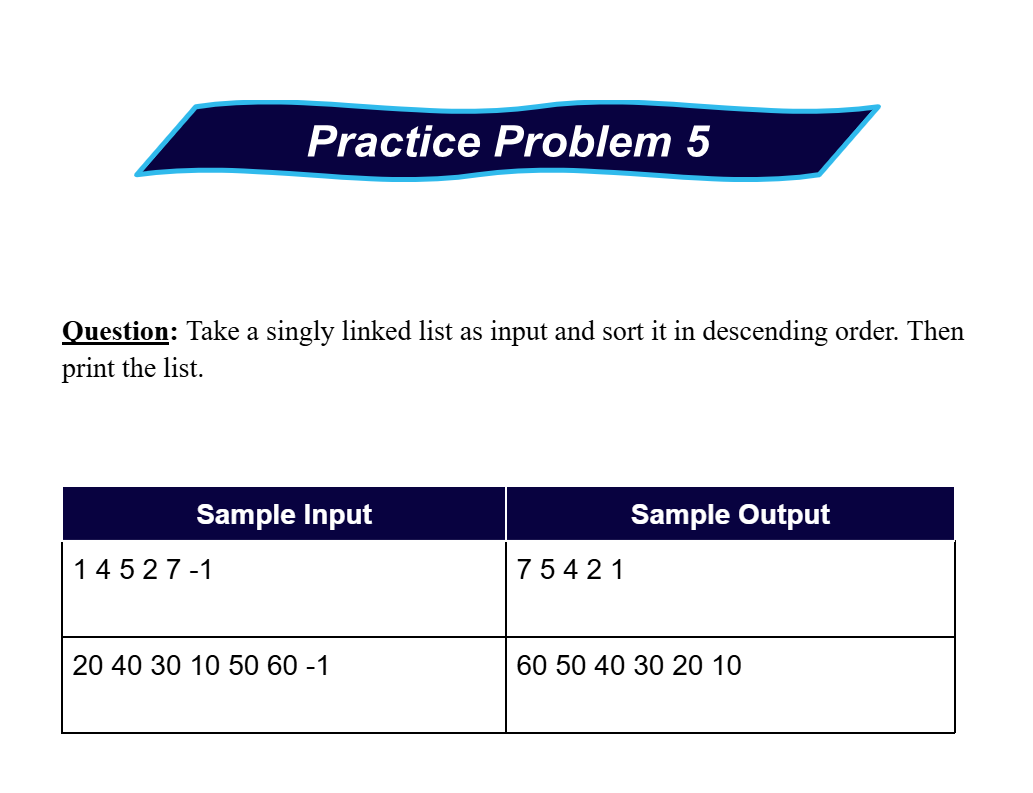 Practice Problem 5
Question: Take a singly linked list as input and sort it in descending order. Then
print the list.
Sample Input Sample Output
1 4 5 2 7 -1 7 5 4 2 1
20 40 30 10 50 60 -1 60 50 40 30 20 10